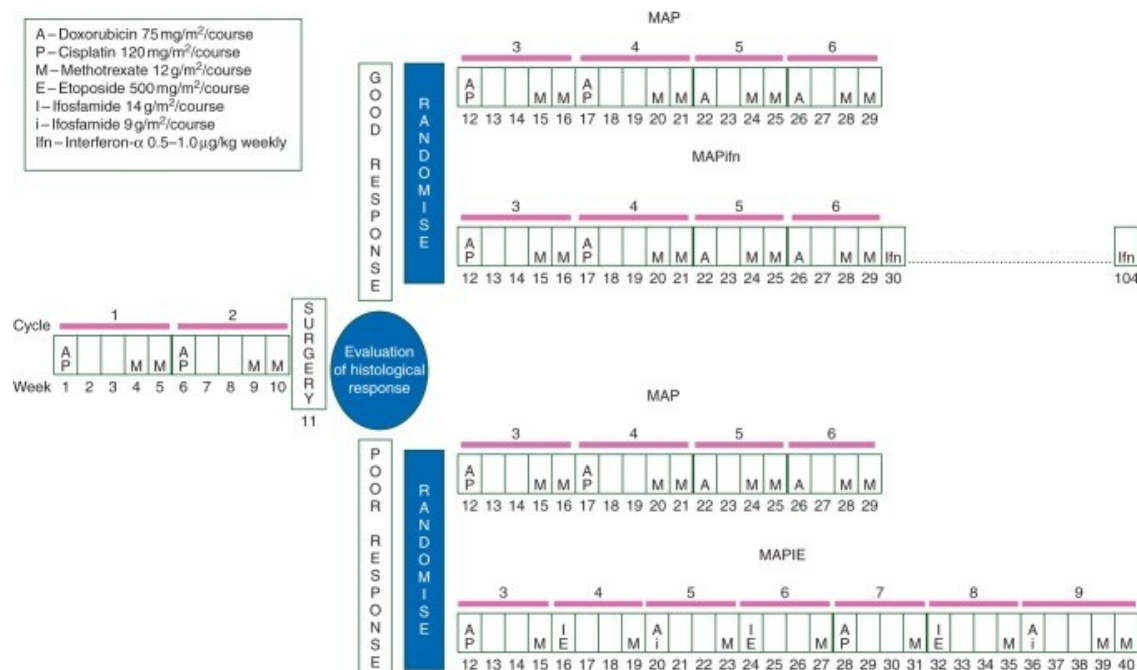 A – Doxorubicin 75 mg/m²/course
P – Cisplatin 120 mg/m²/course
M – Methotrexate 12 g/m²/course
E – Etoposide 500 mg/m²/course
I – Ifosfamide 14 g/m²/course
i – Ifosfamide 9 g/m²/course
Ifn – Interferon-α 0.5–1.0 µg/kg weekly
Cycle 1 2
A A
P M M P M M
Week 1 2 3 4 5 6 7 8 9 10
SURGERY
11
Evaluation
of histological
response
GOOD RESPONSE
RANDOMISE
MAP
3 4 5 6
A A
P M M P M M A M M A M M
12 13 14 15 16 17 18 19 20 21 22 23 24 25 26 27 28 29
MAPifn
3 4 5 6
A A
P M M P M M A M M A M M Ifn Ifn
12 13 14 15 16 17 18 19 20 21 22 23 24 25 26 27 28 29 30 104
POOR RESPONSE
RANDOMISE
MAP
3 4 5 6
A A
P M M P M M A M M A M M
12 13 14 15 16 17 18 19 20 21 22 23 24 25 26 27 28 29
MAPIE
3 4 5 6 7 8 9
A I A I A I A
P M E M i M E M P M E M i M M
12 13 14 15 16 17 18 19 20 21 22 23 24 25 26 27 28 29 30 31 32 33 34 35 36 37 38 39 40